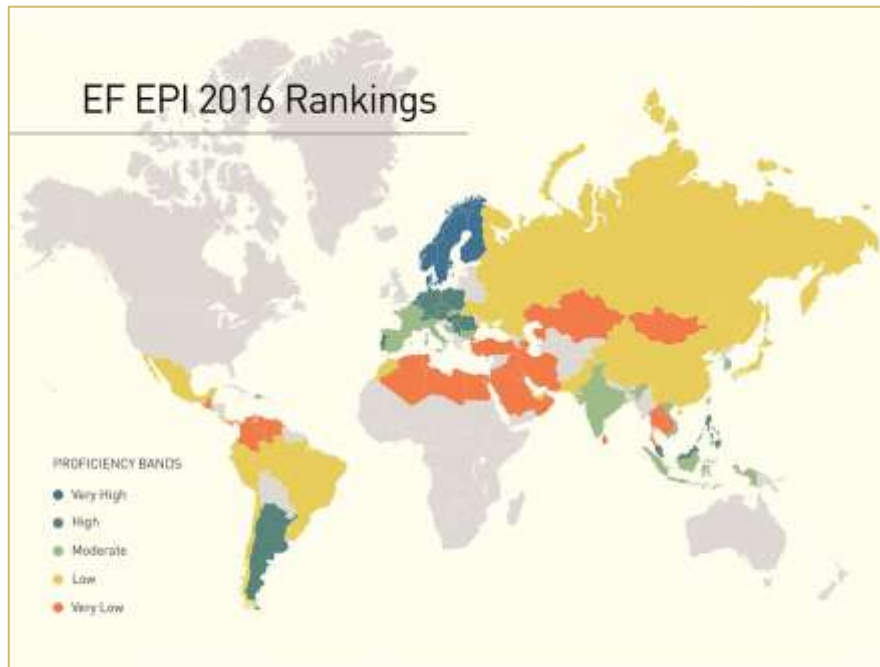 EF EPI 2016 Rankings
PROFICIENCY BANDS
Very High
High
Moderate
Low
Very Low